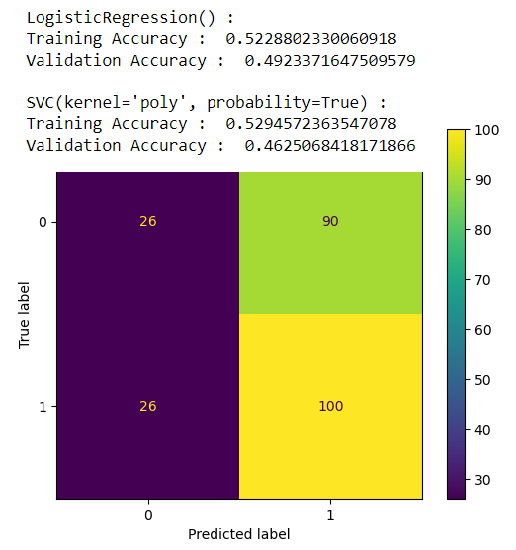 LogisticRegression() :
Training Accuracy :  0.5228802330060918
Validation Accuracy :  0.4923371647509579
SVC(kernel='poly', probability=True) :
Training Accuracy :  0.5294572363547078
Validation Accuracy :  0.4625068418171866
0
26
90
1
26
100
0
1
Predicted label
True label
100
90
80
70
60
50
40
30